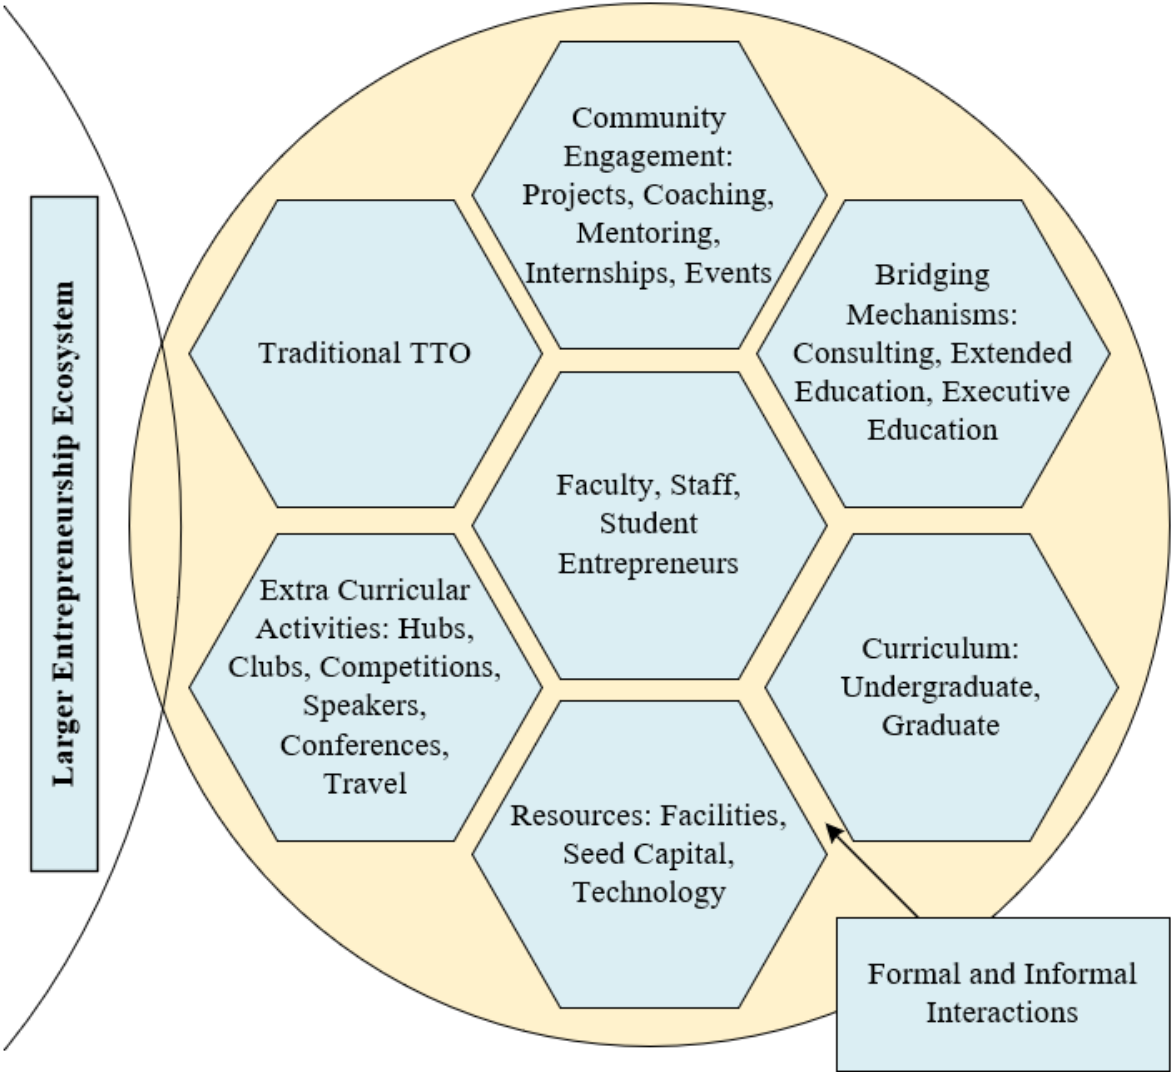 Community
Engagement:
Projects, Coaching,
Mentoring,
Internships, Events
Traditional TTO
Bridging
Mechanisms:
Consulting, Extended
Education, Executive
Education
Larger Entrepreneurship Ecosystem
Faculty, Staff,
Student
Entrepreneurs
Extra Curricular
Activities: Hubs,
Clubs, Competitions,
Speakers,
Conferences,
Travel
Curriculum:
Undergraduate,
Graduate
Resources: Facilities,
Seed Capital,
Technology
Formal and Informal
Interactions